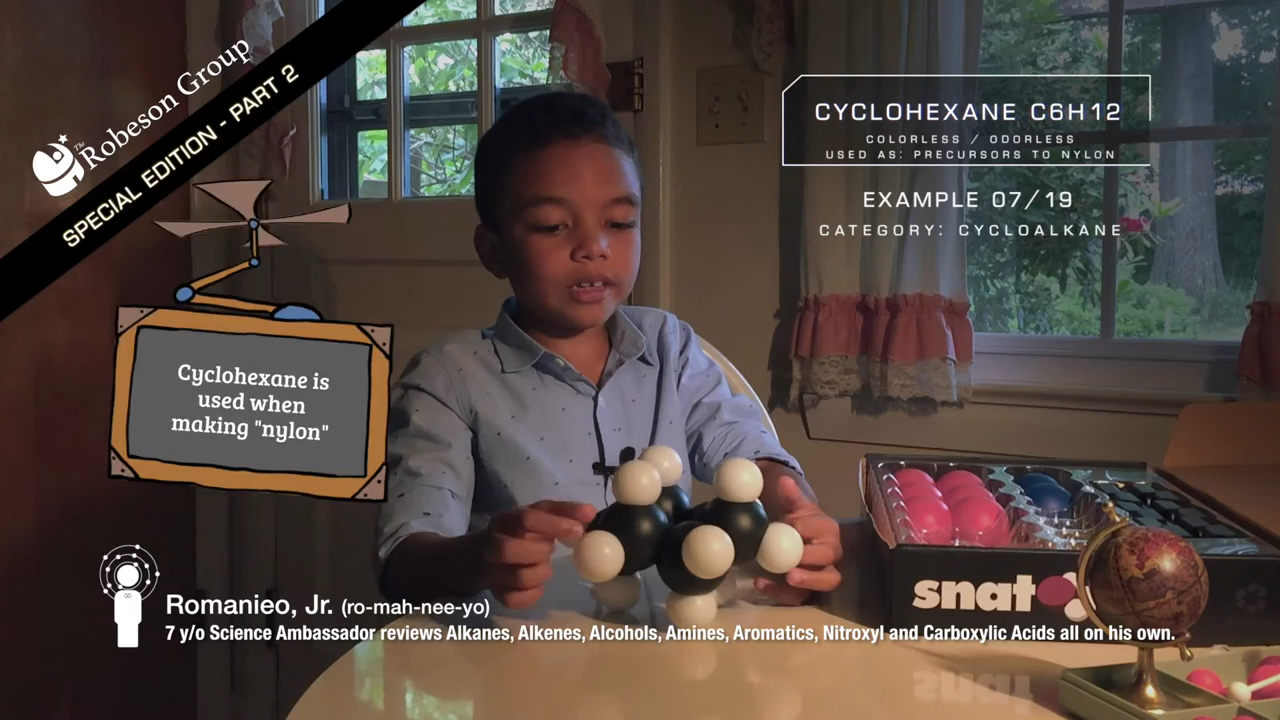 The Robeson Group
SPECIAL EDITION - PART 2
CYCLOHEXANE C6H12
COLORLESS / ODORLESS
USED AS: PRECURSORS TO NYLON
EXAMPLE 07/19
CATEGORY: CYCLOALKANE
Cyclohexane is
used when
making "nylon"
snat
Romanieo, Jr. (ro-mah-nee-yo)
7 y/o Science Ambassador reviews Alkanes, Alkenes, Alcohols, Amines, Aromatics, Nitroxyl and Carboxylic Acids all on his own.